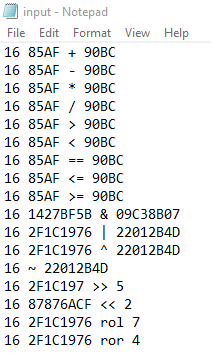 input - Notepad
File Edit Format View Help
16 85AF + 90BC
16 85AF - 90BC
16 85AF * 90BC
16 85AF / 90BC
16 85AF > 90BC
16 85AF < 90BC
16 85AF == 90BC
16 85AF <= 90BC
16 85AF >= 90BC
16 1427BF5B & 09C38B07
16 2F1C1976 | 22012B4D
16 2F1C1976 ^ 22012B4D
16 ~ 22012B4D
16 2F1C197 >> 5
16 87876ACF << 2
16 2F1C1976 rol 7
16 2F1C1976 ror 4